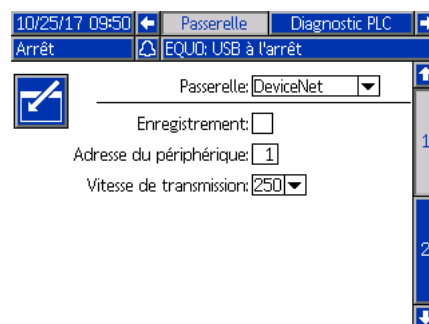 10/25/17 09:50 Passerelle Diagnostic PLC
Arrêt EQU0: USB à l'arrêt
Passerelle: DeviceNet
Enregistrement:
Adresse du périphérique: 1
Vitesse de transmission: 250
1
2